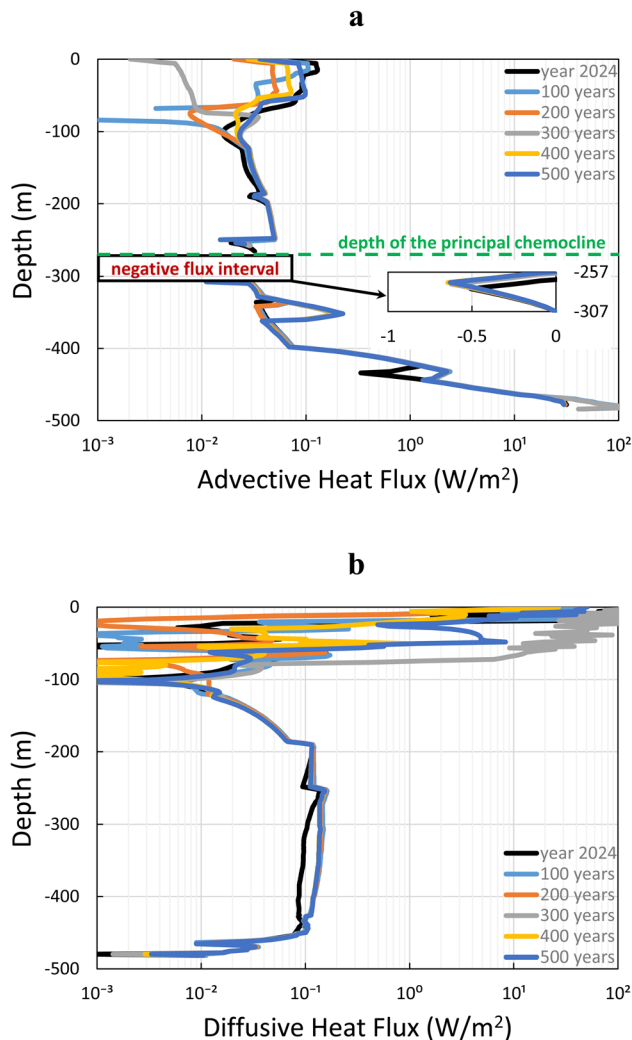 a
0
-100
-200
-300
-400
-500
Depth (m)
year 2024
100 years
200 years
300 years
400 years
500 years
depth of the principal chemocline
negative flux interval
-257
-307
-1
-0.5
0
10⁻³
10⁻²
10⁻¹
10⁰
10¹
10²
Advective Heat Flux (W/m²)
b
0
-100
-200
-300
-400
-500
Depth (m)
year 2024
100 years
200 years
300 years
400 years
500 years
10⁻³
10⁻²
10⁻¹
10⁰
10¹
10²
Diffusive Heat Flux (W/m²)